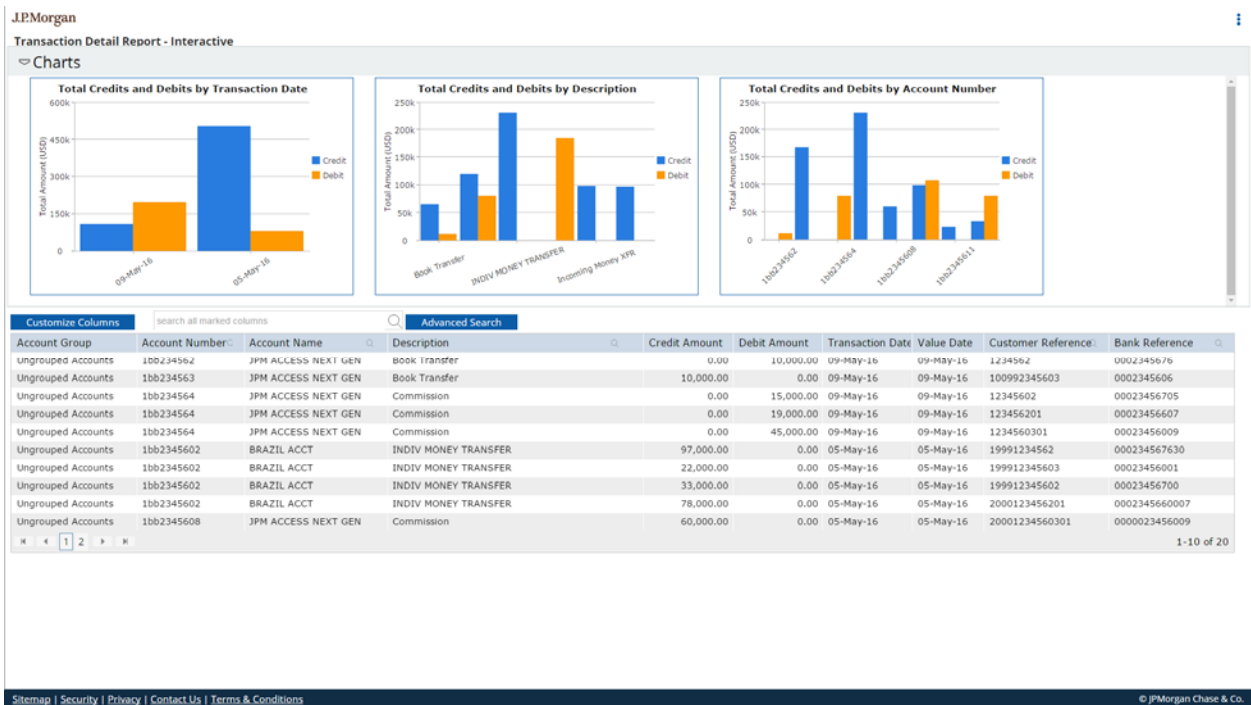 J.P.Morgan
Transaction Detail Report - Interactive
Charts
Total Credits and Debits by Transaction Date
600k
450k
300k
150k
0
Total Amount (USD)
09-May-16
05-May-16
Credit
Debit
Total Credits and Debits by Description
250k
200k
150k
100k
50k
0
Total Amount (USD)
Book Transfer
INDIV MONEY TRANSFER
Incoming Money XFR
Credit
Debit
Total Credits and Debits by Account Number
250k
200k
150k
100k
50k
0
Total Amount (USD)
1bb234562
1bb234564
1bb2345608
1bb2345611
Credit
Debit
Customize Columns search all marked columns Advanced Search
Account Group Account Number Account Name Description Credit Amount Debit Amount Transaction Date Value Date Customer Reference Bank Reference
Ungrouped Accounts 1bb234562 JPM ACCESS NEXT GEN Book Transfer 0.00 10,000.00 09-May-16 09-May-16 1234562 0002345676
Ungrouped Accounts 1bb234563 JPM ACCESS NEXT GEN Book Transfer 10,000.00 0.00 09-May-16 09-May-16 100992345603 0002345606
Ungrouped Accounts 1bb234564 JPM ACCESS NEXT GEN Commission 0.00 15,000.00 09-May-16 09-May-16 12345602 00023456705
Ungrouped Accounts 1bb234564 JPM ACCESS NEXT GEN Commission 0.00 19,000.00 09-May-16 09-May-16 123456201 00023456607
Ungrouped Accounts 1bb234564 JPM ACCESS NEXT GEN Commission 0.00 45,000.00 09-May-16 09-May-16 1234560301 00023456009
Ungrouped Accounts 1bb2345602 BRAZIL ACCT INDIV MONEY TRANSFER 97,000.00 0.00 05-May-16 05-May-16 19991234562 000234567630
Ungrouped Accounts 1bb2345602 BRAZIL ACCT INDIV MONEY TRANSFER 22,000.00 0.00 05-May-16 05-May-16 199912345603 00023456001
Ungrouped Accounts 1bb2345602 BRAZIL ACCT INDIV MONEY TRANSFER 33,000.00 0.00 05-May-16 05-May-16 199912345602 00023456700
Ungrouped Accounts 1bb2345602 BRAZIL ACCT INDIV MONEY TRANSFER 78,000.00 0.00 05-May-16 05-May-16 2000123456201 0002345660007
Ungrouped Accounts 1bb2345608 JPM ACCESS NEXT GEN Commission 60,000.00 0.00 05-May-16 05-May-16 20001234560301 0000023456009
1 2 1-10 of 20
Sitemap | Security | Privacy | Contact Us | Terms & Conditions © JPMorgan Chase & Co.